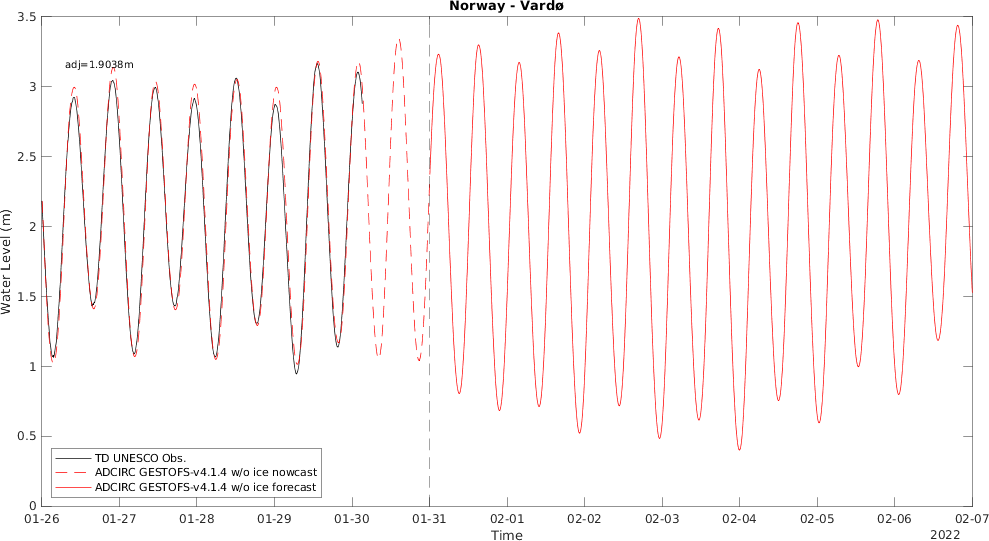 Norway - Vardø
3.5
adj=1.9038m
3
2.5
2
1.5
1
0.5
0
Water Level (m)
TD UNESCO Obs.
ADCIRC GESTOFS-v4.1.4 w/o ice nowcast
ADCIRC GESTOFS-v4.1.4 w/o ice forecast
01-26 01-27 01-28 01-29 01-30 01-31 02-01 02-02 02-03 02-04 02-05 02-06 02-07
Time
2022